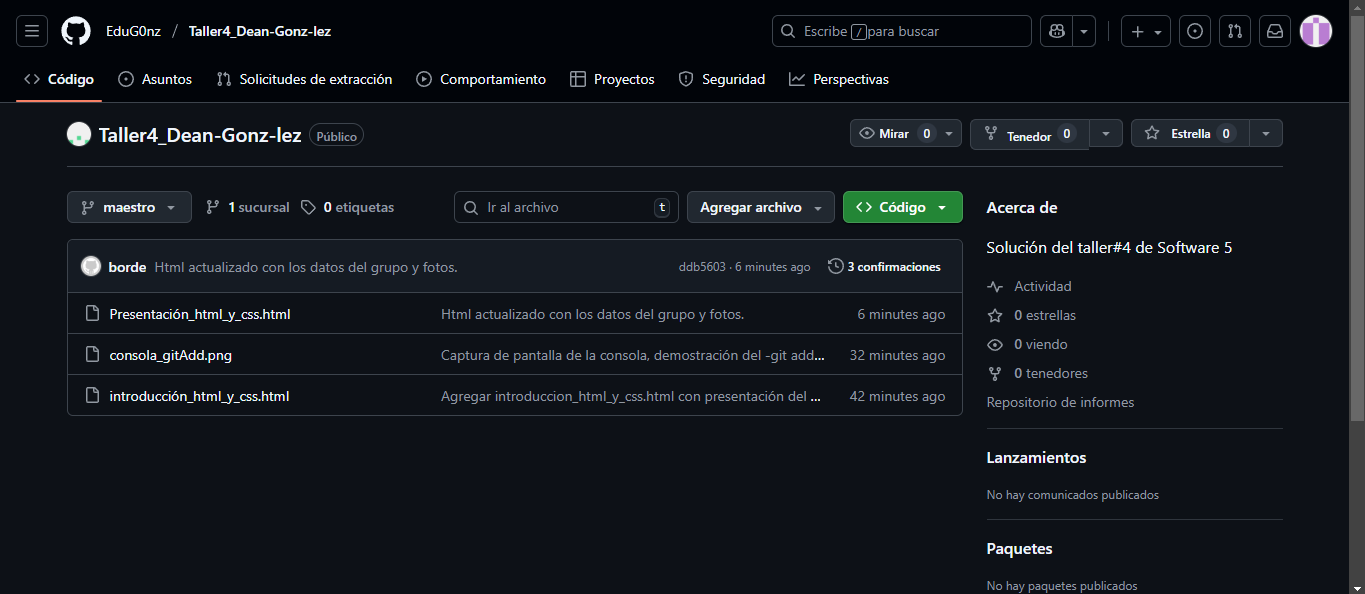 EduG0nz / Taller4_Dean-Gonz-lez
Escribe / para buscar
Código Asuntos Solicitudes de extracción Comportamiento Proyectos Seguridad Perspectivas
Taller4_Dean-Gonz-lez Público
Mirar 0 Tenedor 0 Estrella 0
maestro 1 sucursal 0 etiquetas Ir al archivo t Agregar archivo Código
borde Html actualizado con los datos del grupo y fotos. ddb5603 · 6 minutes ago 3 confirmaciones
Presentación_html_y_css.html Html actualizado con los datos del grupo y fotos. 6 minutes ago
consola_gitAdd.png Captura de pantalla de la consola, demostración del -git add... 32 minutes ago
introducción_html_y_css.html Agregar introduccion_html_y_css.html con presentación del ... 42 minutes ago
Acerca de
Solución del taller#4 de Software 5
Actividad
0 estrellas
0 viendo
0 tenedores
Repositorio de informes
Lanzamientos
No hay comunicados publicados
Paquetes
No hay paquetes publicados